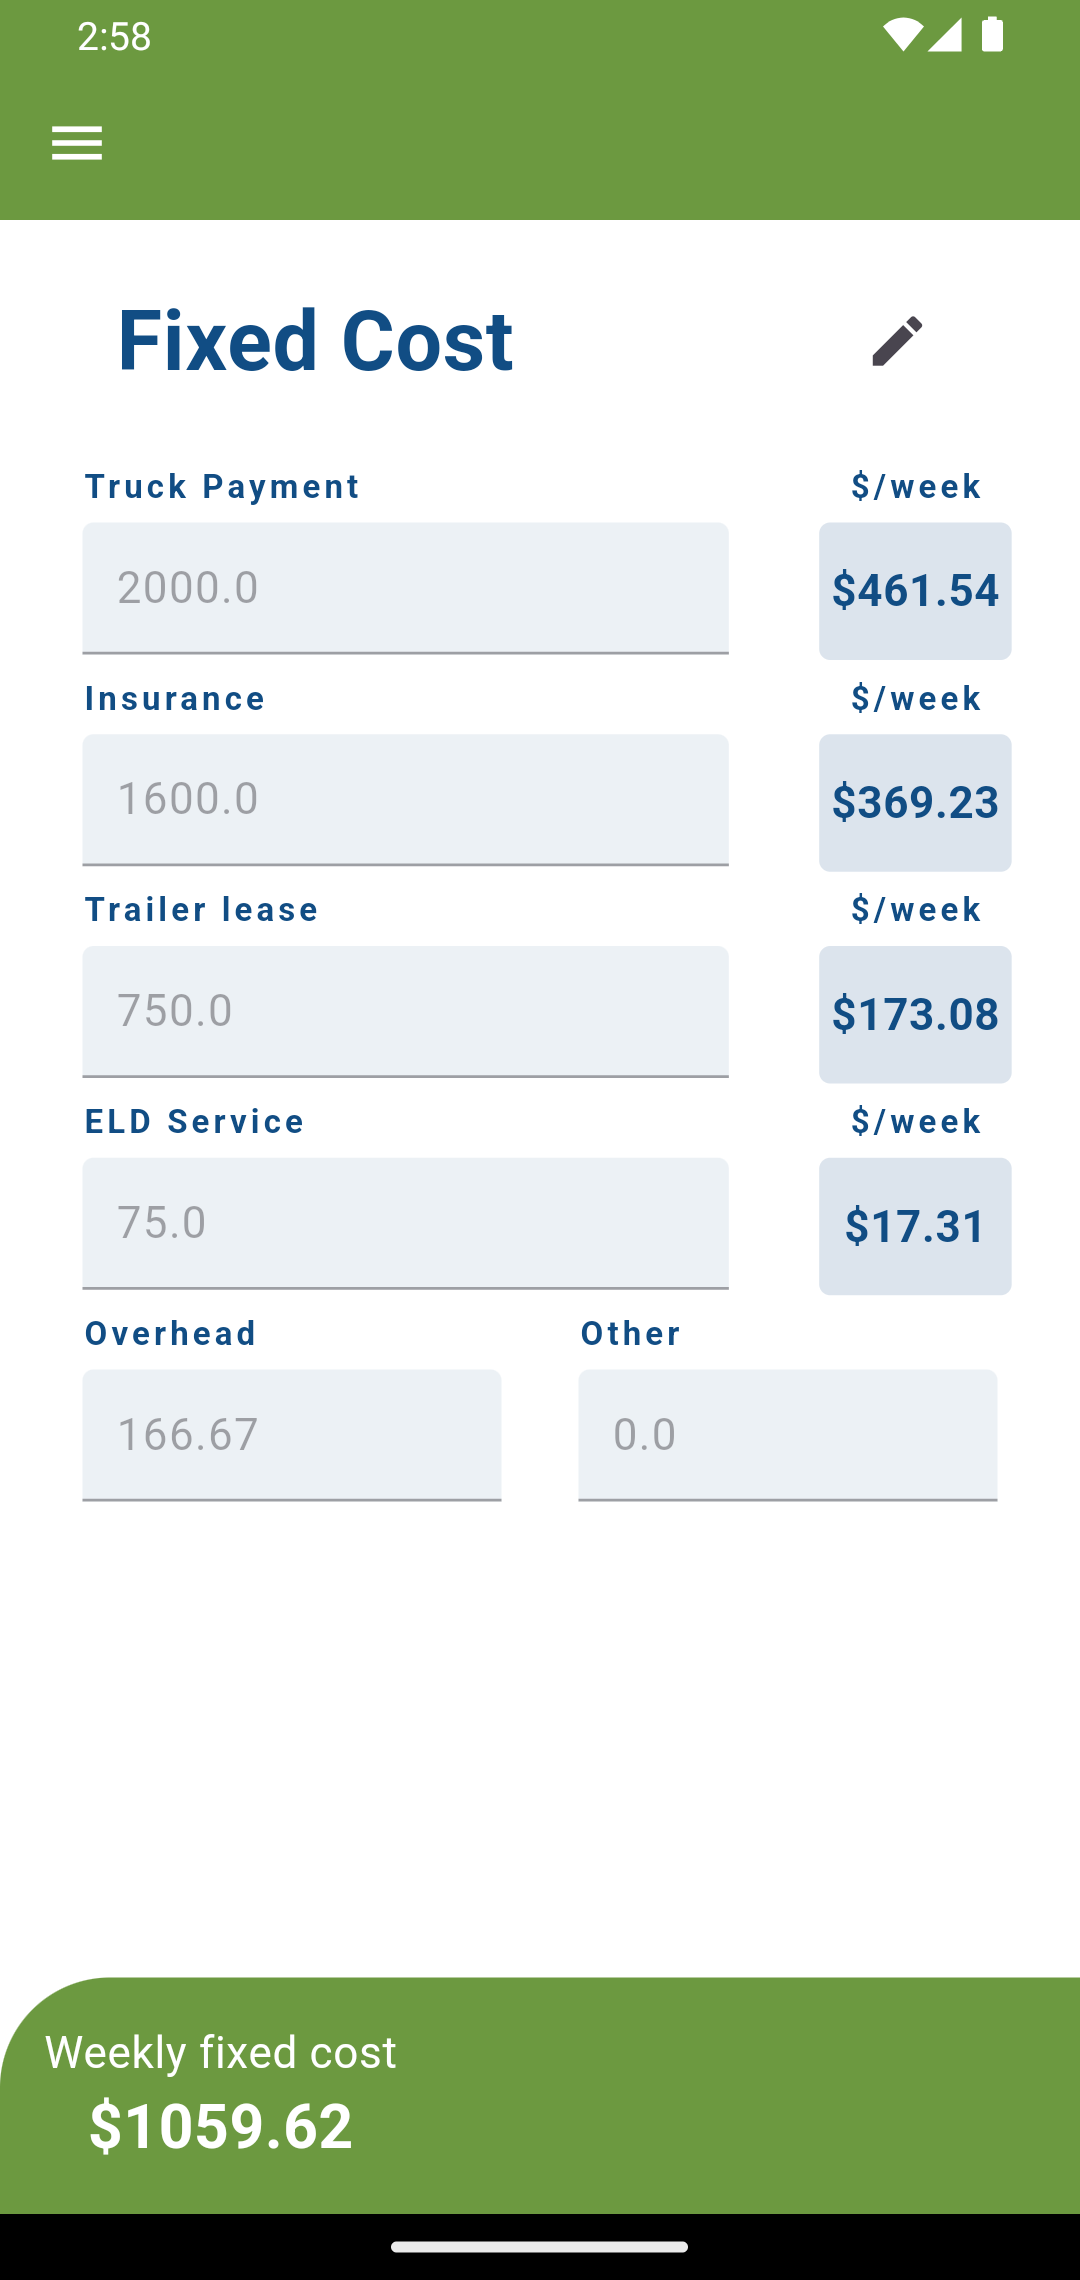 2:58
Fixed Cost
Truck Payment $/week
2000.0 $461.54
Insurance $/week
1600.0 $369.23
Trailer lease $/week
750.0 $173.08
ELD Service $/week
75.0 $17.31
Overhead Other
166.67 0.0
Weekly fixed cost
$1059.62